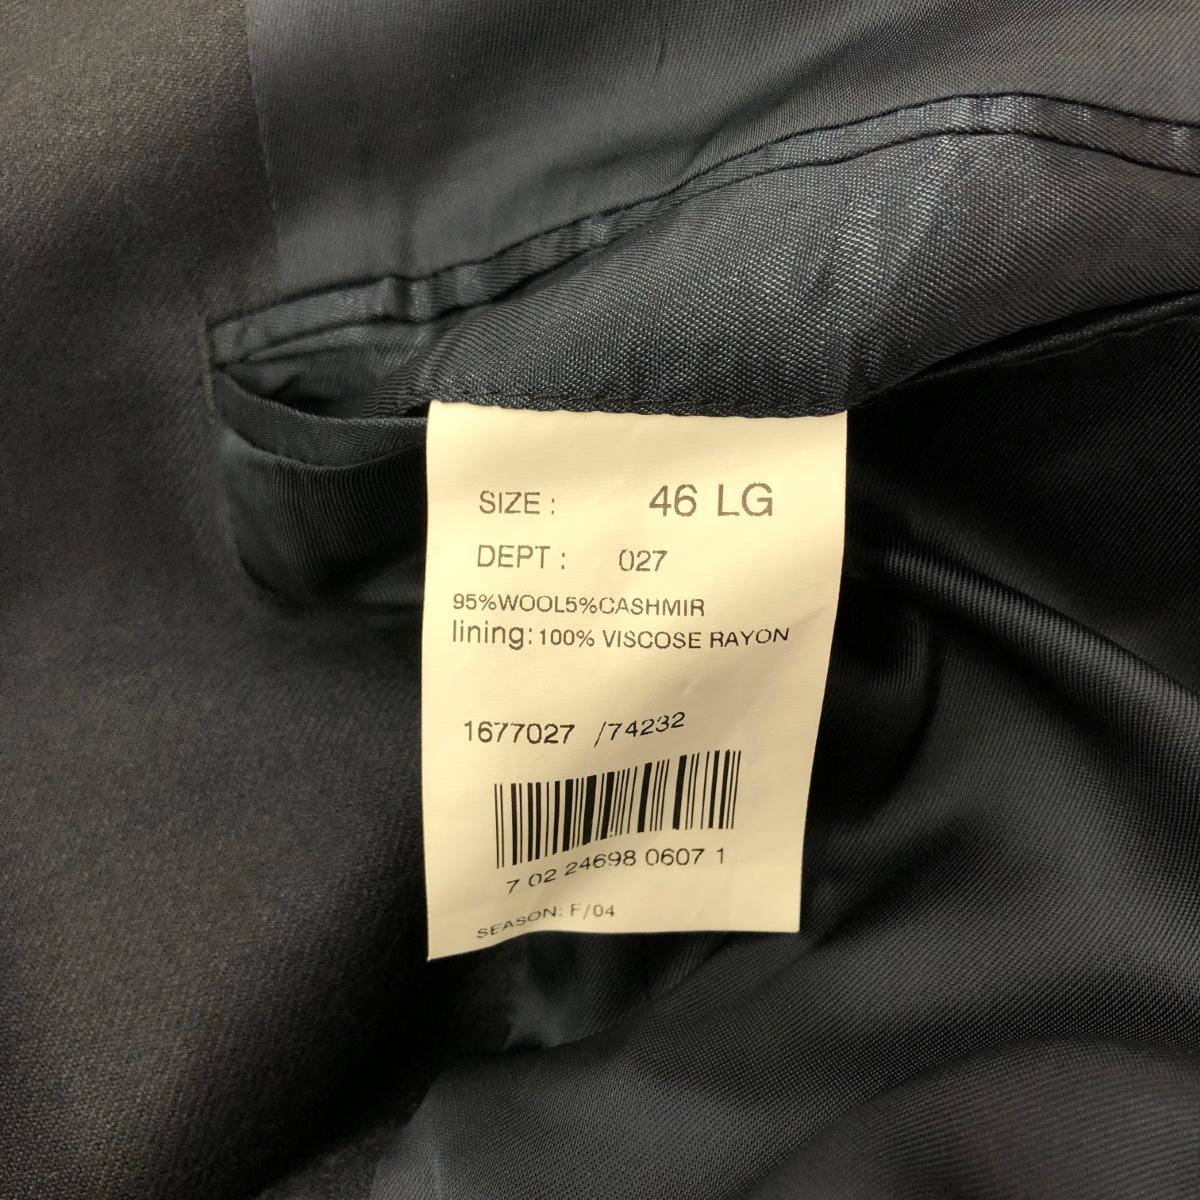 SIZE : 46 LG
DEPT : 027
95%WOOL5%CASHMIR
lining: 100% VISCOSE RAYON
1677027 /74232
7 02 24698 0607 1
SEASON: F/04